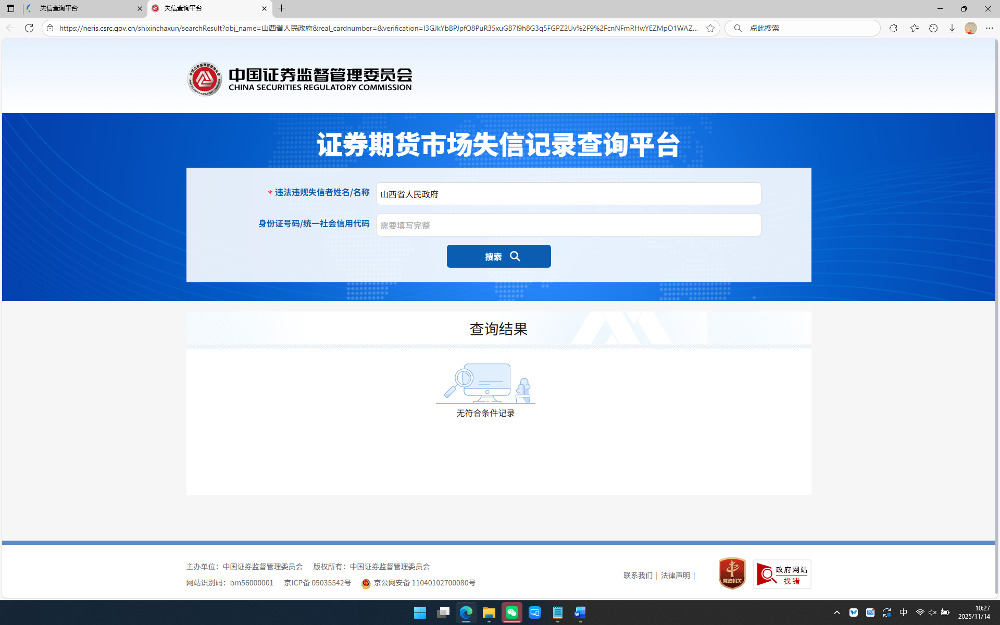 失信查询平台
失信查询平台
https://neris.csrc.gov.cn/shixinchaxun/searchResult?obj_name=山西省人民政府&real_cardnumber=&verification=I3GJkYbBPJpfQ8PuR35xuGB7I9h8G3q5FGPZ2Uv%2F9%2FcnNFmRHwYEZMpO1WAZ...
点此搜索
中国证券监督管理委员会
CHINA SECURITIES REGULATORY COMMISSION
证券期货市场失信记录查询平台
* 违法违规失信者姓名/名称
山西省人民政府
身份证号码/统一社会信用代码
需要填写完整
搜索
查询结果
无符合条件记录
主办单位：中国证券监督管理委员会 版权所有：中国证券监督管理委员会
网站识别码：bm56000001 京ICP备 05035542号 京公网安备 11040102700080号
联系我们 | 法律声明 |
党政机关
政府网站
找错
中
10:27
2025/11/14